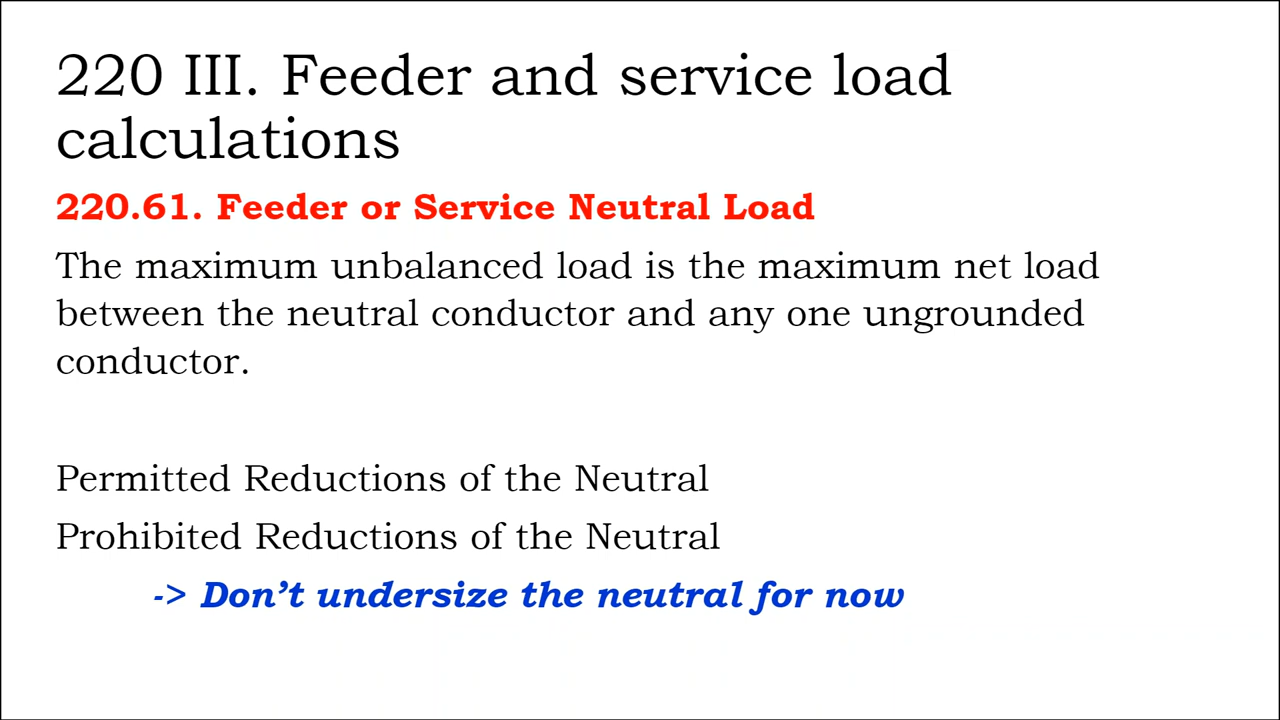 220 III. Feeder and service load
calculations
220.61. Feeder or Service Neutral Load
The maximum unbalanced load is the maximum net load
between the neutral conductor and any one ungrounded
conductor.
Permitted Reductions of the Neutral
Prohibited Reductions of the Neutral
-> Don’t undersize the neutral for now